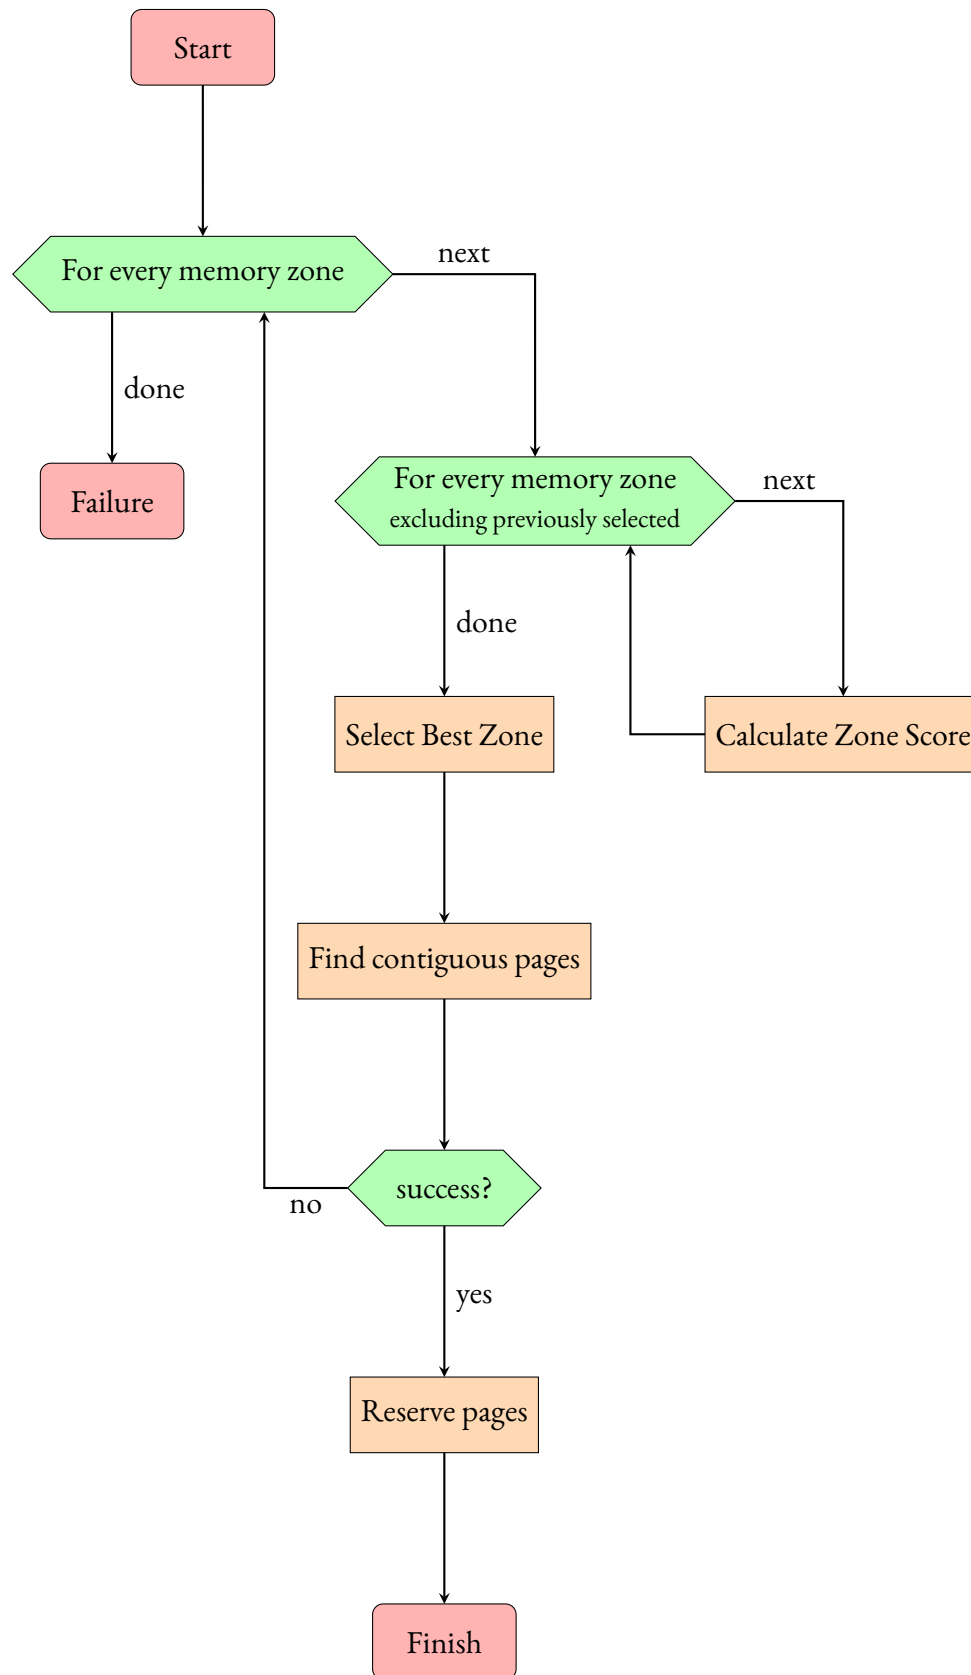 Start
For every memory zone
next
done
Failure
For every memory zone
excluding previously selected
next
done
Select Best Zone
Calculate Zone Score
Find contiguous pages
success?
no
yes
Reserve pages
Finish